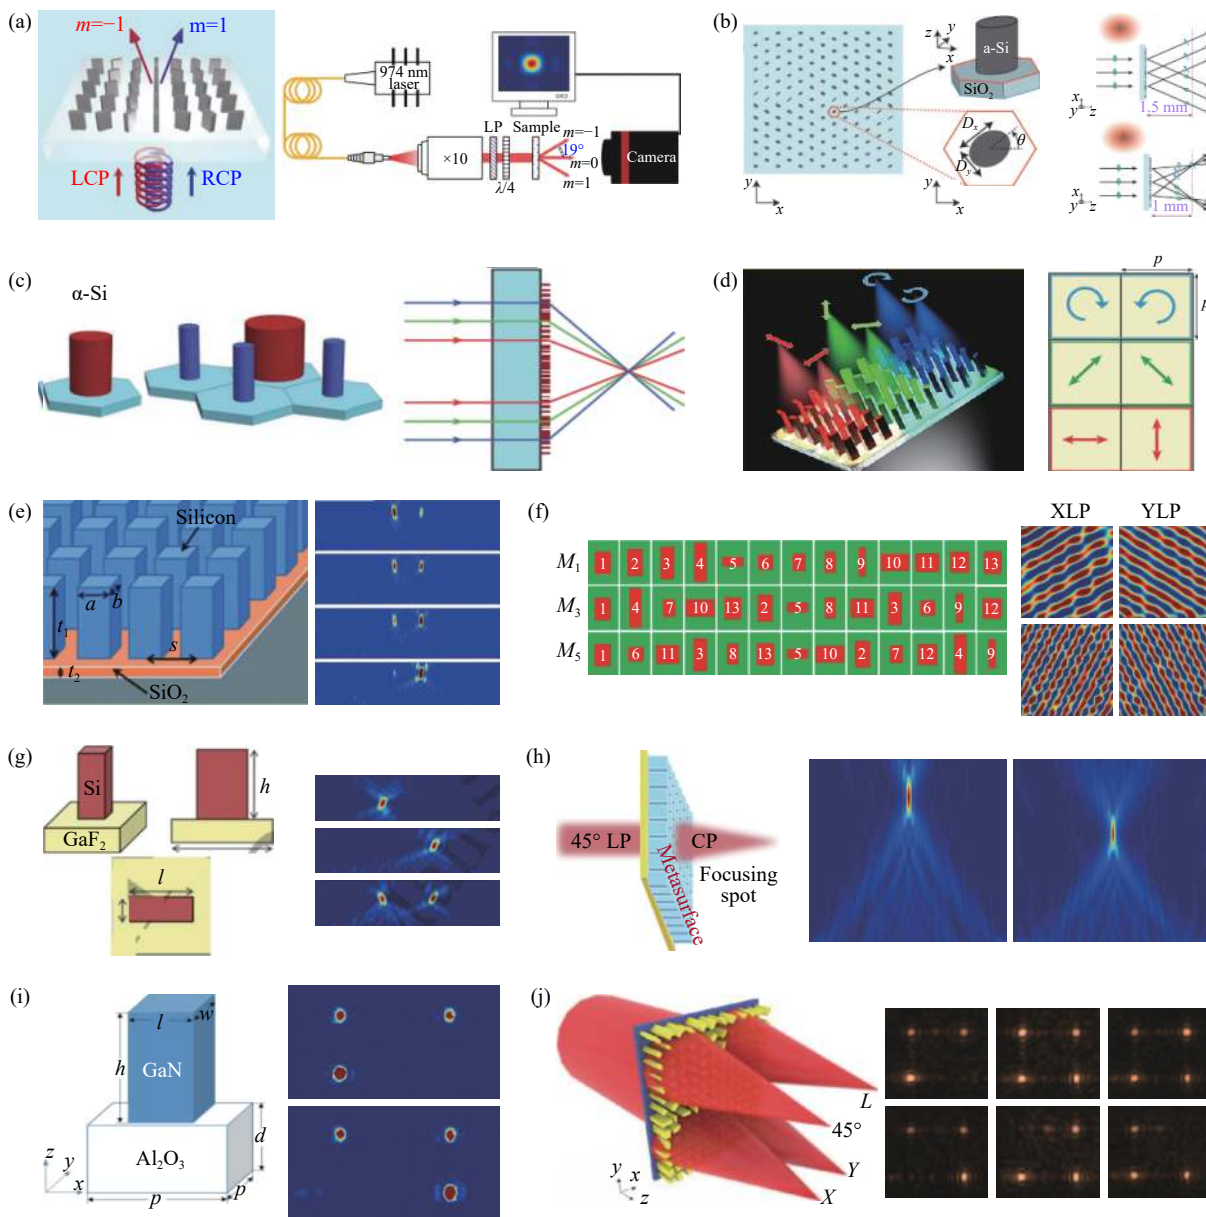 (a)
m=−1
m=1
LCP
RCP
974 nm
laser
×10
LP
λ/4
Sample
m=−1
19°
m=0
m=1
Camera
(b)
z
y
x
a-Si
SiO₂
Dₓ
Dᵧ
θ
y
x
y
x
x
y
z
1.5 mm
x
y
z
1 mm
(c)
α-Si
(d)
p
p
(e)
Silicon
a
b
t₁
s
t₂
SiO₂
(f)
XLP
YLP
M₁
1 2 3 4 5 6 7 8 9 10 11 12 13
M₃
1 4 7 10 13 2 5 8 11 3 6 9 12
M₅
1 6 11 3 8 13 5 10 2 7 12 4 9
(g)
Si
GaF₂
h
l
(h)
45° LP
CP
Metasurface
Focusing
spot
(i)
l
w
h
GaN
d
Al₂O₃
z
y
x
p
p
(j)
L
45°
Y
X
y
x
z